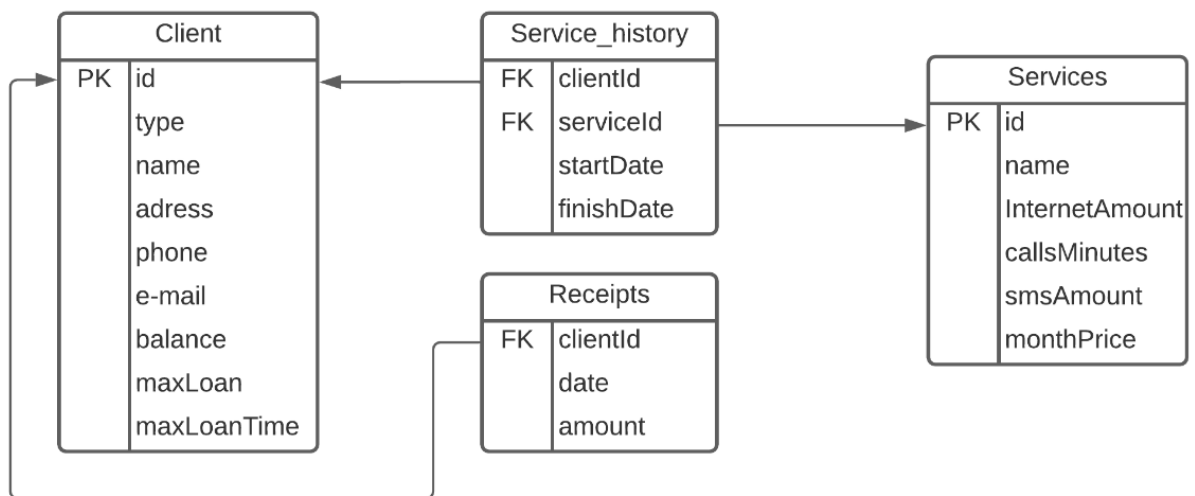 Client
PK id
type
name
adress
phone
e-mail
balance
maxLoan
maxLoanTime
Service_history
FK clientId
FK serviceId
startDate
finishDate
Receipts
FK clientId
date
amount
Services
PK id
name
InternetAmount
callsMinutes
smsAmount
monthPrice